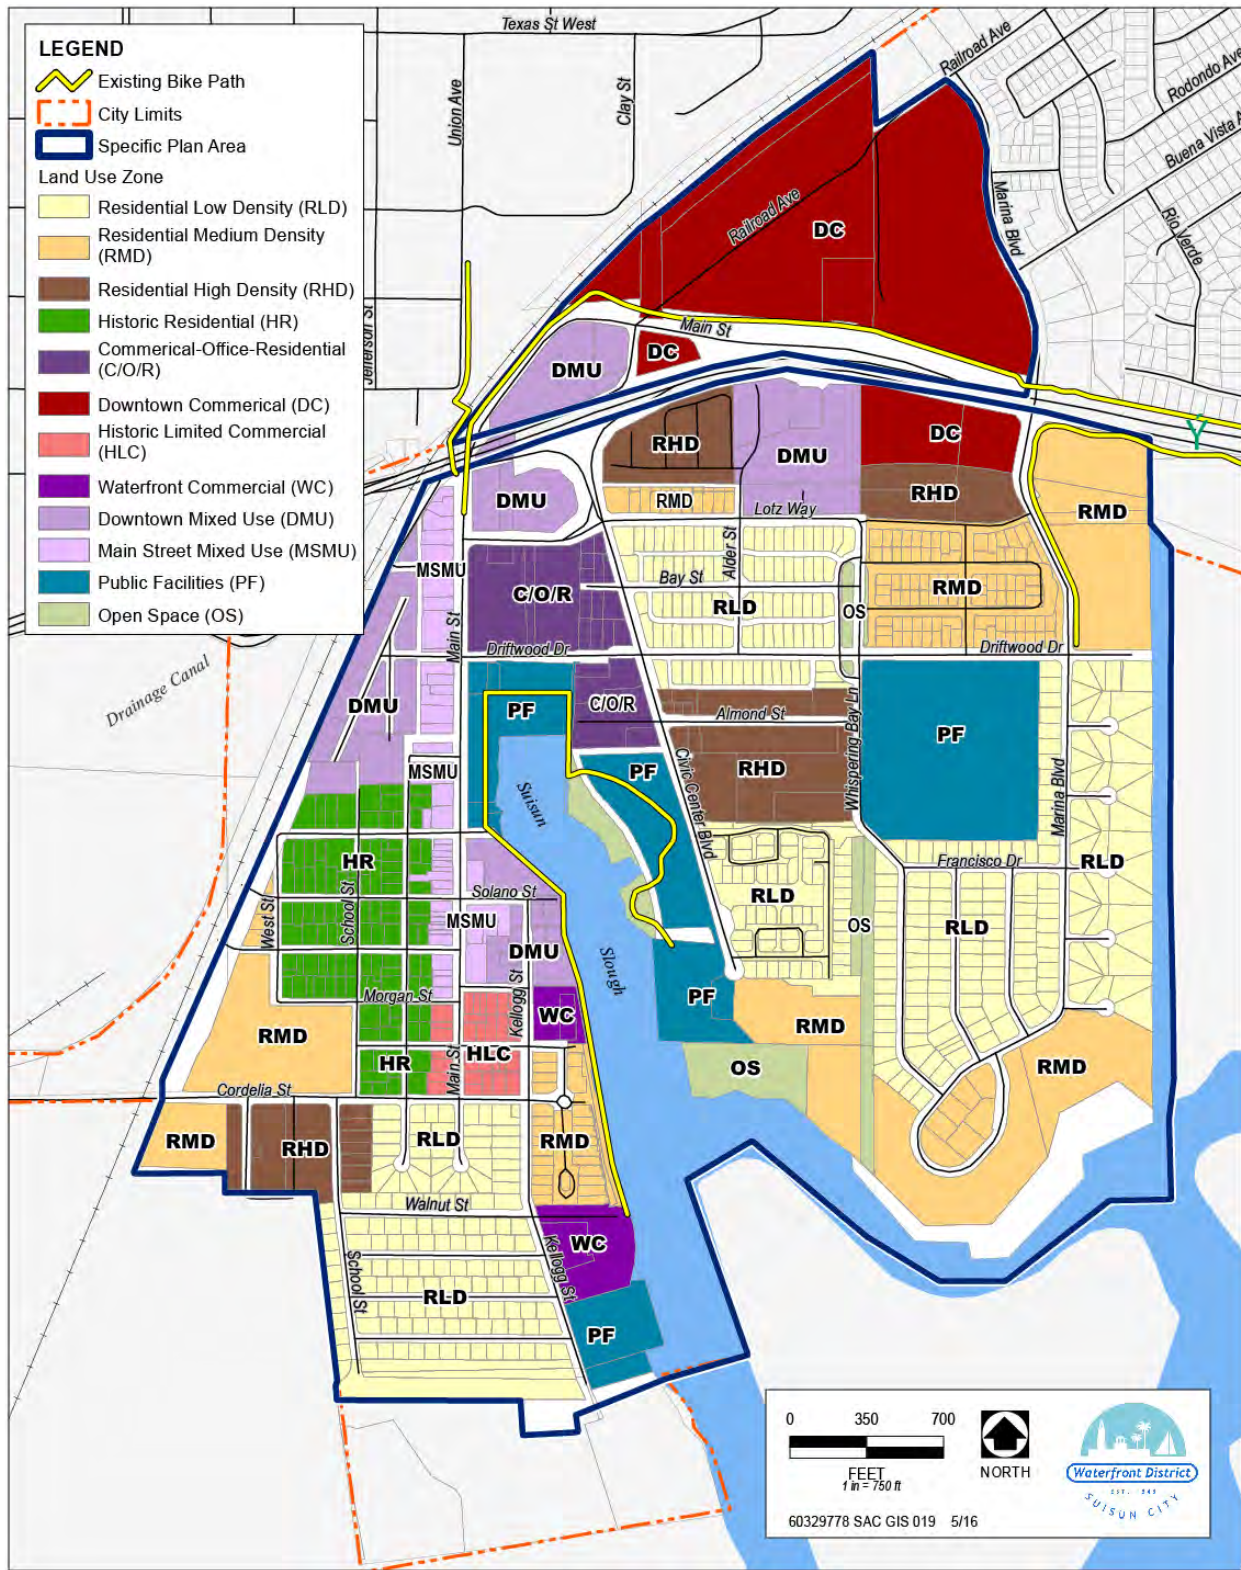 LEGEND
Existing Bike Path
City Limits
Specific Plan Area
Land Use Zone
Residential Low Density (RLD)
Residential Medium Density
(RMD)
Residential High Density (RHD)
Historic Residential (HR)
Commerical-Office-Residential
(C/O/R)
Downtown Commerical (DC)
Historic Limited Commercial
(HLC)
Waterfront Commercial (WC)
Downtown Mixed Use (DMU)
Main Street Mixed Use (MSMU)
Public Facilities (PF)
Open Space (OS)
Texas St West
Union Ave
Clay St
Jefferson St
Railroad Ave
Rodondo Ave
Buena Vista A
Marina Blvd
Rio Verde
Railroad Ave
DC
Main St
DC
DMU
DC
RHD
DMU
RMD
RHD
RMD
DMU
Lotz Way
Alder St
MSMU
C/O/R
Bay St
RLD
OS
RMD
Main St
Driftwood Dr
Driftwood Dr
Drainage Canal
DMU
PF
C/O/R
Almond St
Whispering Bay Ln
PF
MSMU
Suisun
PF
Civic Center Blvd
RHD
Marina Blvd
HR
Francisco Dr
RLD
Solano St
RLD
West St
School St
MSMU
OS
RLD
DMU
Slough
Kellogg St
Morgan St
PF
WC
RMD
RMD
HR
Main St
HLC
OS
RMD
Cordelia St
RMD
RHD
RLD
RMD
Walnut St
WC
Kellogg St
School St
RLD
PF
0 350 700
FEET
1 in = 750 ft
NORTH
60329778 SAC GIS 019 5/16
Waterfront District
SUISUN CITY
Y